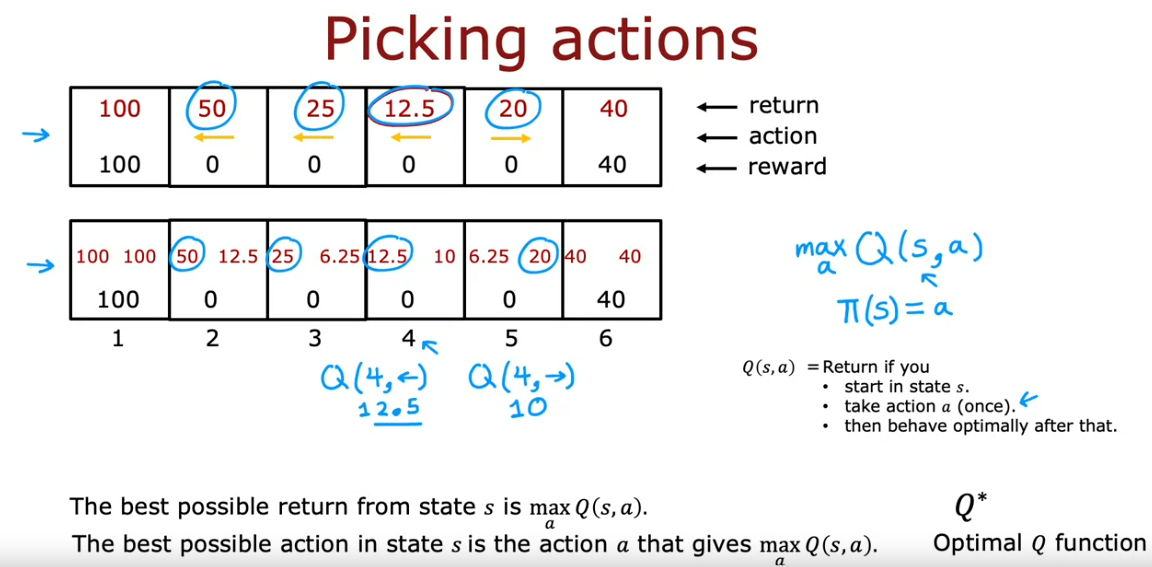 Picking actions
100 50 25 12.5 20 40 ← return
← ← ← → ← action
100 0 0 0 0 40 ← reward
100 100 50 12.5 25 6.25 12.5 10 6.25 20 40 40
100 0 0 0 0 40
1 2 3 4 5 6
Q(4,←) Q(4,→)
12.5 10
max Q(s,a)
a
π(s) = a
Q(s,a) = Return if you
• start in state s.
• take action a (once).
• then behave optimally after that.
The best possible return from state s is max Q(s,a).
a
The best possible action in state s is the action a that gives max Q(s,a).
a
Q*
Optimal Q function